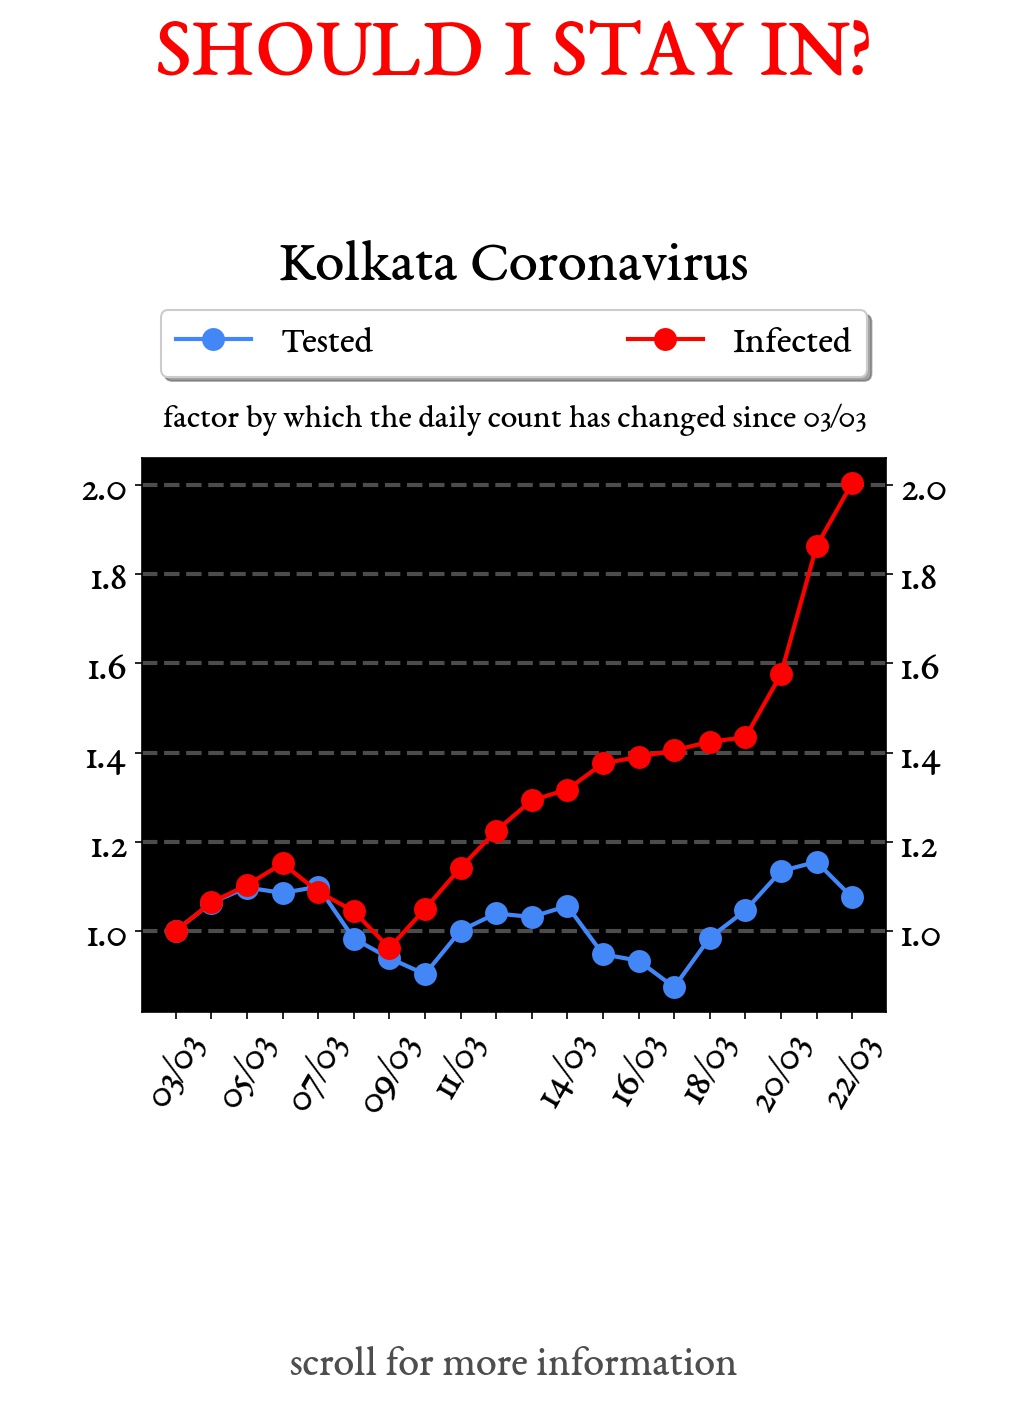 SHOULD I STAY IN?
Kolkata Coronavirus
Tested Infected
factor by which the daily count has changed since 03/03
2.0 2.0
1.8 1.8
1.6 1.6
1.4 1.4
1.2 1.2
1.0 1.0
03/03 05/03 07/03 09/03 11/03 14/03 16/03 18/03 20/03 22/03
scroll for more information